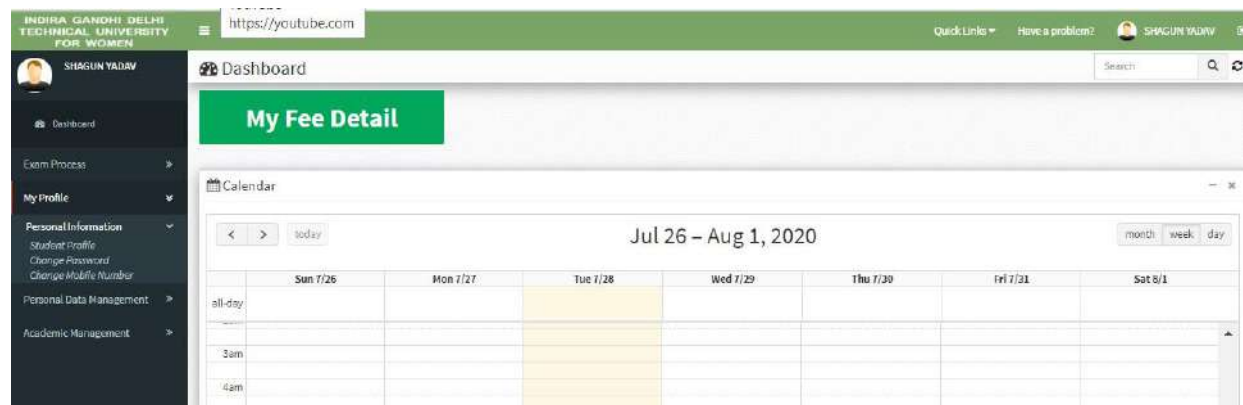 INDIRA GANDHI DELHI
TECHNICAL UNIVERSITY
FOR WOMEN
https://youtube.com
Quick Links
Have a problem?
SHAGUN YADAV
SHAGUN YADAV
Dashboard
Search
Dashboard
My Fee Detail
Exam Process
My Profile
Calendar
Personal Information
Student Profile
Change Password
Change Mobile Number
Personal Data Management
Academic Management
today
Jul 26 – Aug 1, 2020
month week day
Sun 7/26 Mon 7/27 Tue 7/28 Wed 7/29 Thu 7/30 Fri 7/31 Sat 8/1
all-day
3am
4am